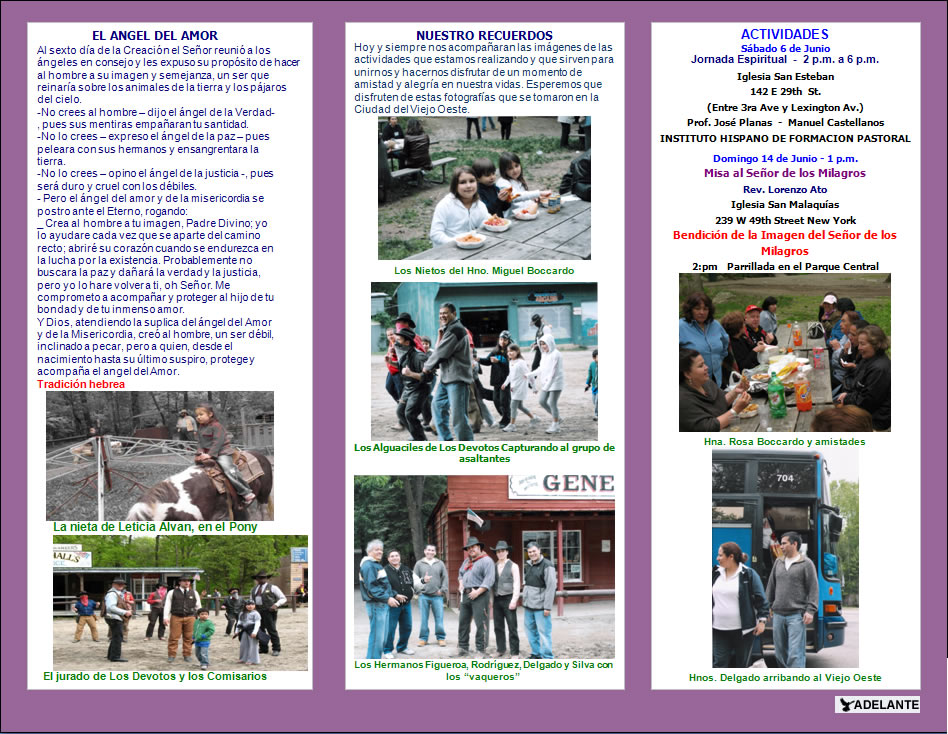 EL ANGEL DEL AMOR
Al sexto día de la Creación el Señor reunió a los
ángeles en consejo y les expuso su propósito de hacer
al hombre a su imagen y semejanza, un ser que
reinaría sobre los animales de la tierra y los pájaros
del cielo.
-No crees al hombre – dijo el ángel de la Verdad-
, pues sus mentiras empañaran tu santidad.
-No lo crees – expreso el ángel de la paz – pues
peleara con sus hermanos y ensangrentara la
tierra.
-No lo crees – opino el ángel de la justicia -, pues
será duro y cruel con los débiles.
- Pero el ángel del amor y de la misericordia se
postro ante el Eterno, rogando:
_ Crea al hombre a tu imagen, Padre Divino; yo
lo ayudare cada vez que se aparte del camino
recto; abriré su corazón cuando se endurezca en
la lucha por la existencia. Probablemente no
buscara la paz y dañará la verdad y la justicia,
pero yo lo hare volver a ti, oh Señor. Me
comprometo a acompañar y proteger al hijo de tu
bondad y de tu inmenso amor.
Y Dios, atendiendo la suplica del ángel del Amor
y de la Misericordia, creó al hombre, un ser débil,
inclinado a pecar, pero a quien, desde el
nacimiento hasta su último suspiro, protege y
acompaña el angel del Amor.
Tradición hebrea
La nieta de Leticia Alvan, en el Pony
El jurado de Los Devotos y los Comisarios
NUESTRO RECUERDOS
Hoy y siempre nos acompañaran las imágenes de las
actividades que estamos realizando y que sirven para
unirnos y hacernos disfrutar de un momento de
amistad y alegría en nuestra vidas. Esperemos que
disfruten de estas fotografías que se tomaron en la
Ciudad del Viejo Oeste.
Los Nietos del Hno. Miguel Boccardo
Los Alguaciles de Los Devotos Capturando al grupo de
asaltantes
GENE
Los Hermanos Figueroa, Rodriguez, Delgado y Silva con
los “vaqueros”
ACTIVIDADES
Sábado 6 de Junio
Jornada Espiritual - 2 p.m. a 6 p.m.
Iglesia San Esteban
142 E 29th St.
(Entre 3ra Ave y Lexington Av.)
Prof. José Planas - Manuel Castellanos
INSTITUTO HISPANO DE FORMACION PASTORAL
Domingo 14 de Junio - 1 p.m.
Misa al Señor de los Milagros
Rev. Lorenzo Ato
Iglesia San Malaquías
239 W 49th Street New York
Bendición de la Imagen del Señor de los
Milagros
2:pm Parrillada en el Parque Central
Hna. Rosa Boccardo y amistades
704
Hnos. Delgado arribando al Viejo Oeste
ADELANTE